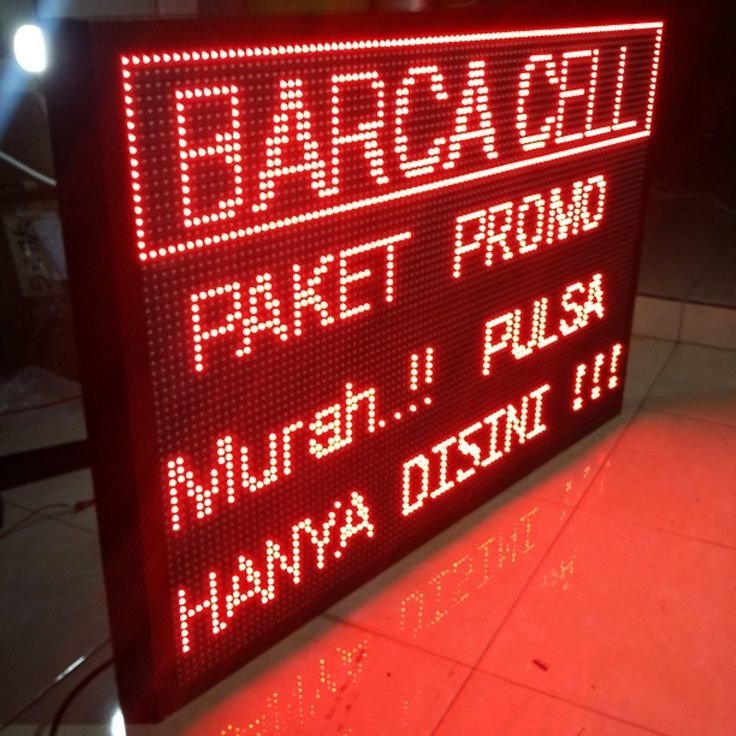 BARCA CELL
PAKET PROMO
Murah..!! PULSA
HANYA DISINI !!!